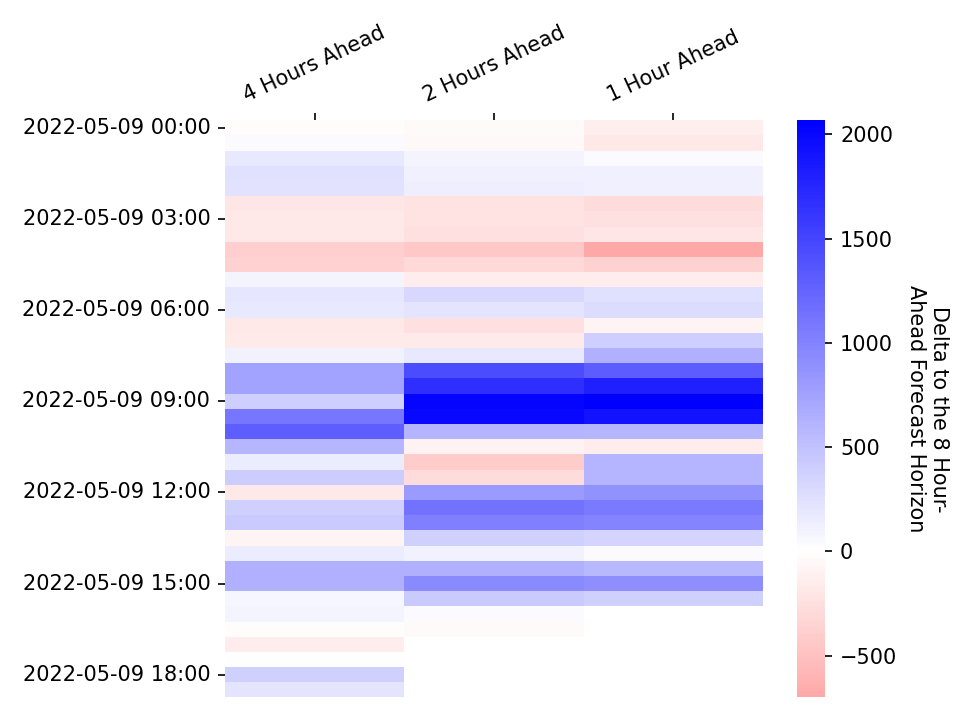 4 Hours Ahead
2 Hours Ahead
1 Hour Ahead
2022-05-09 00:00
2022-05-09 03:00
2022-05-09 06:00
2022-05-09 09:00
2022-05-09 12:00
2022-05-09 15:00
2022-05-09 18:00
2000
1500
1000
500
0
−500
Delta to the 8 Hour-
Ahead Forecast Horizon